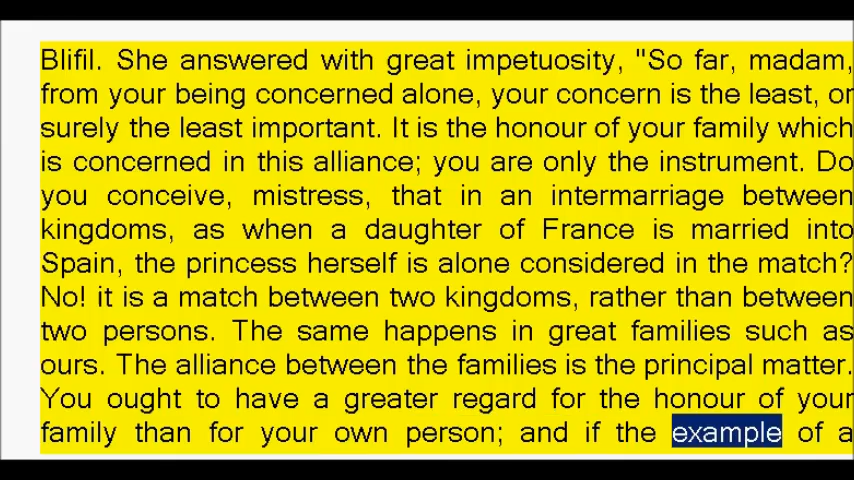 Blifil. She answered with great impetuosity, "So far, madam,
from your being concerned alone, your concern is the least, or
surely the least important. It is the honour of your family which
is concerned in this alliance; you are only the instrument. Do
you conceive, mistress, that in an intermarriage between
kingdoms, as when a daughter of France is married into
Spain, the princess herself is alone considered in the match?
No! it is a match between two kingdoms, rather than between
two persons. The same happens in great families such as
ours. The alliance between the families is the principal matter.
You ought to have a greater regard for the honour of your
family than for your own person; and if the example of a